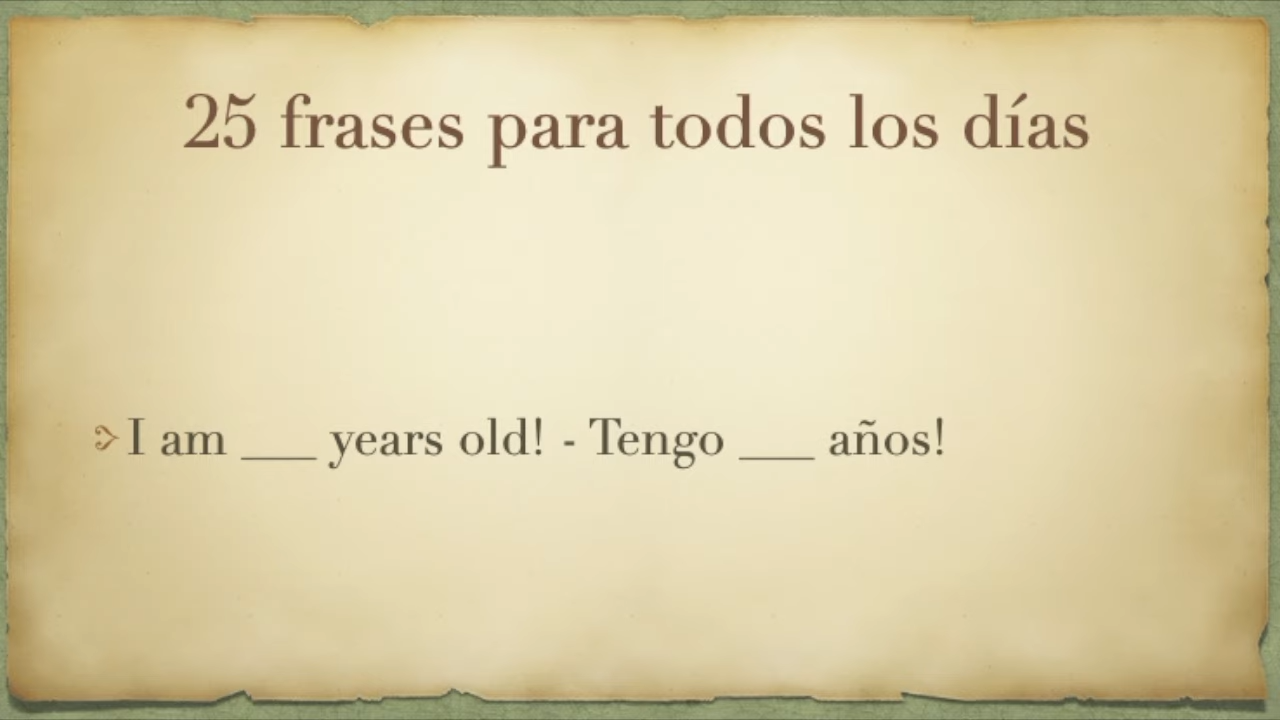 25 frases para todos los días
I am ___ years old! - Tengo ___ años!